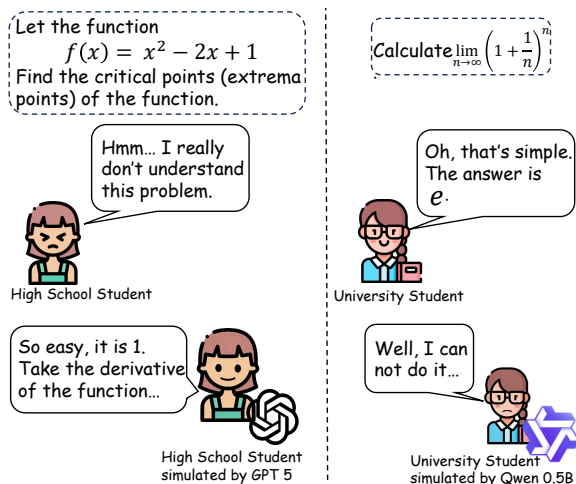 Let the function
f(x) = x² − 2x + 1
Find the critical points (extrema
points) of the function.
Hmm... I really
don't understand
this problem.
High School Student
So easy, it is 1.
Take the derivative
of the function...
High School Student
simulated by GPT 5
Calculate lim n→∞ (1 + 1/n)ⁿ
Oh, that's simple.
The answer is
e.
University Student
Well, I can
not do it...
University Student
simulated by Qwen 0.5B